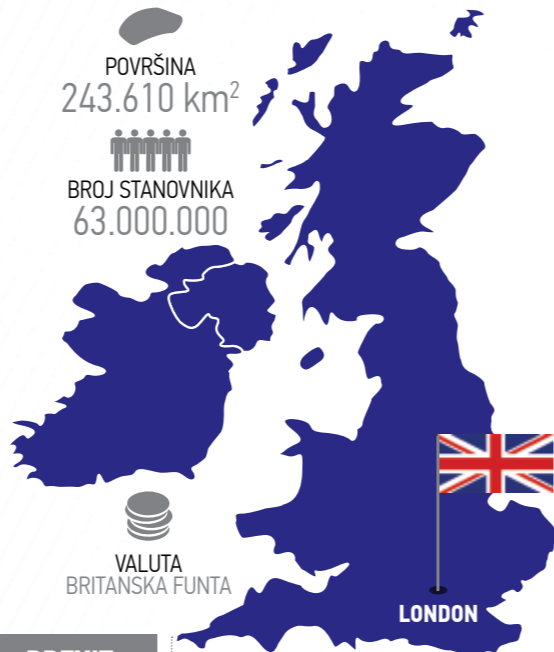 POVRŠINA
243.610 km²
BROJ STANOVNIKA
63.000.000
VALUTA
BRITANSKA FUNTA
LONDON